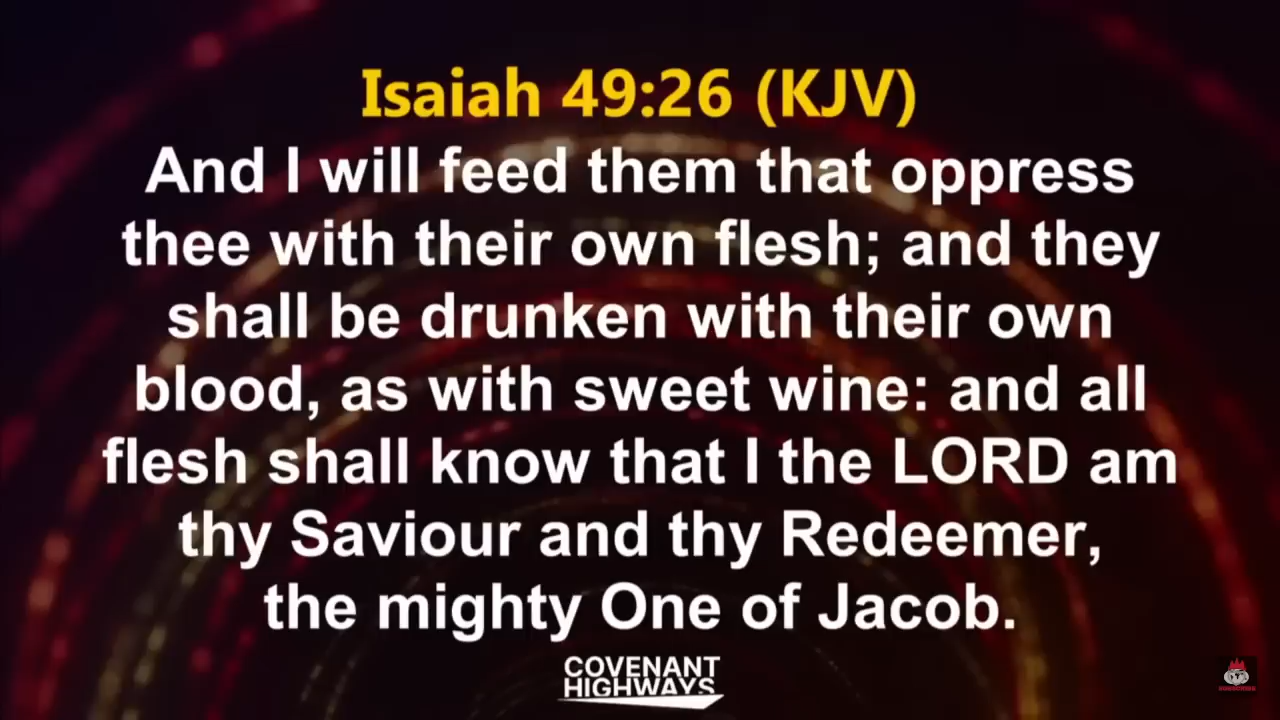 Isaiah 49:26 (KJV)
And I will feed them that oppress
thee with their own flesh; and they
shall be drunken with their own
blood, as with sweet wine: and all
flesh shall know that I the LORD am
thy Saviour and thy Redeemer,
the mighty One of Jacob.
COVENANT
HIGHWAYS